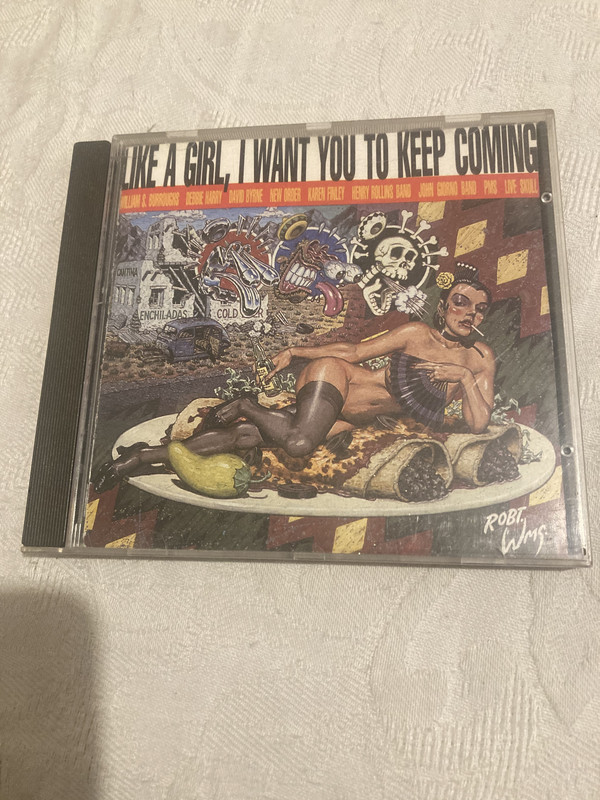 LIKE A GIRL, I WANT YOU TO KEEP COMING
WILLIAM S. BURROUGHS DEBBIE HARRY DAVID BYRNE NEW ORDER KAREN FINLEY HENRY ROLLINS BAND JOHN GIORNO BAND PMS LIVE SKULL
CANTINA
ENCHILADAS COLD
ROBT.
Wms.